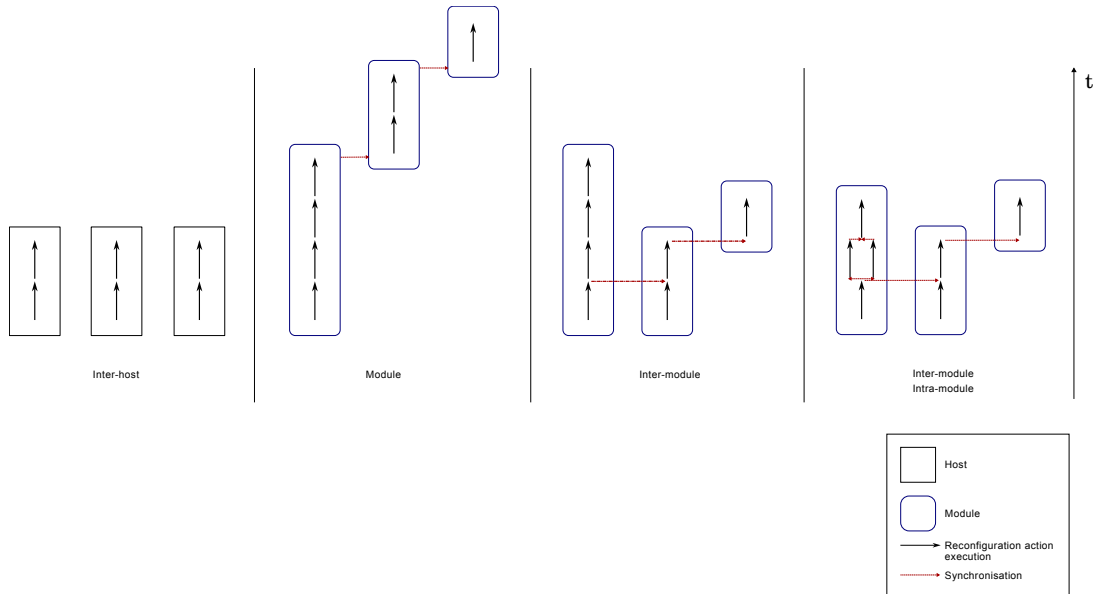 t
Inter-host
Module
Inter-module
Inter-module
Intra-module
Host
Module
Reconfiguration action
execution
Synchronisation